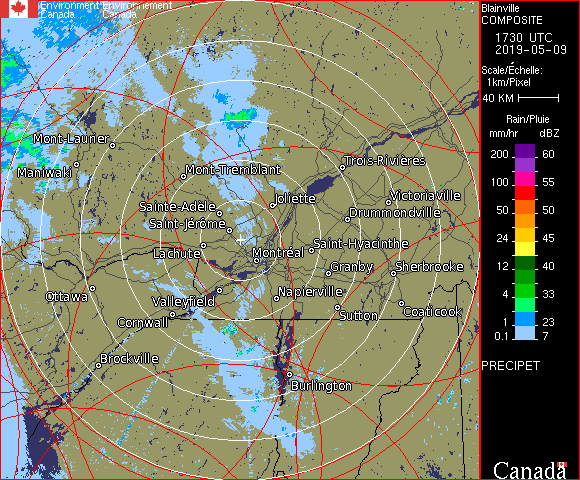 Environment Environnement
Canada Canada
Blainville
COMPOSITE
1730 UTC
2019-05-09
Scale/Échelle:
1km/Pixel
40 KM
Rain/Pluie
mm/hr dBZ
200 60
100 55
50 50
24 45
12 40
4 33
1 23
0.1 7
PRECIPET
Canada
Mont-Laurier
Maniwaki
Mont-Tremblant
Trois-Rivières
Sainte-Adèle
Joliette
Victoriaville
Drummondville
Saint-Jérôme
Lachute
Montréal
Saint-Hyacinthe
Granby
Sherbrooke
Ottawa
Valleyfield
Napierville
Cornwall
Sutton
Coaticook
Brockville
Burlington